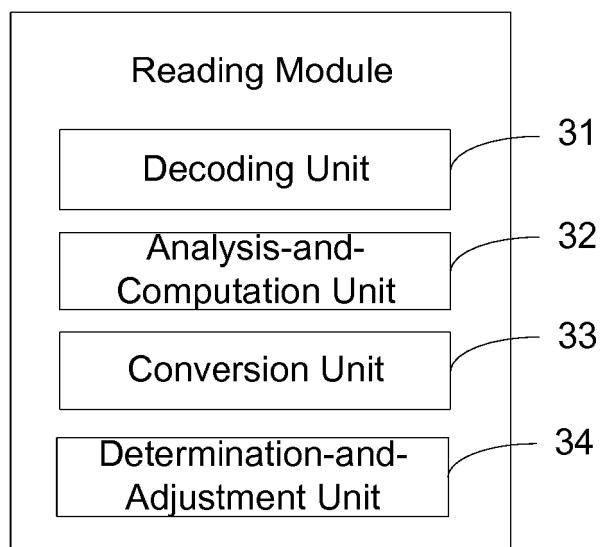 Reading Module
Decoding Unit
31
Analysis-and-
Computation Unit
32
Conversion Unit
33
Determination-and-
Adjustment Unit
34